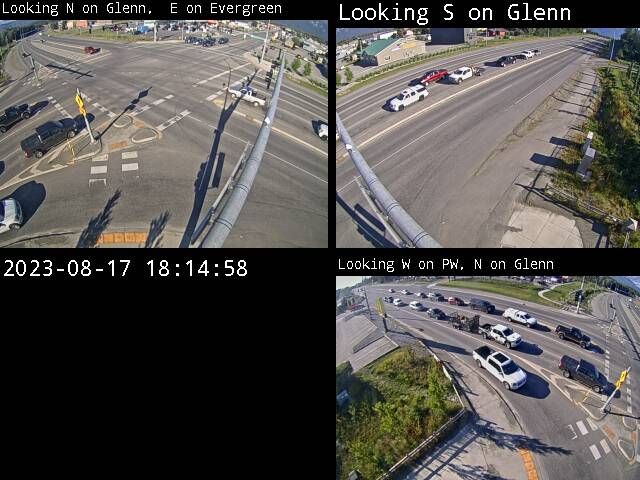 Looking N on Glenn,  E on Evergreen
Looking S on Glenn
2023-08-17 18:14:58
Looking W on PW, N on Glenn